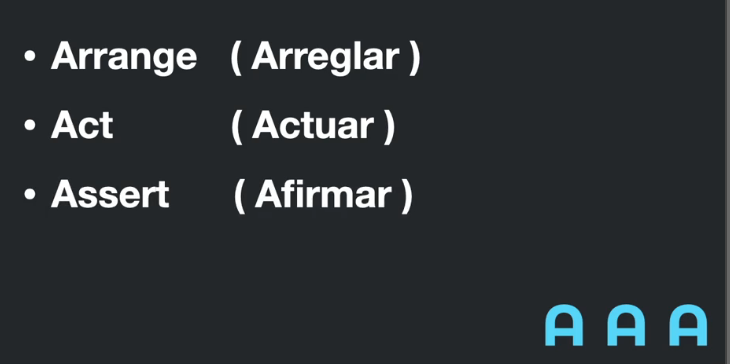 • Arrange ( Arreglar )
• Act ( Actuar )
• Assert ( Afirmar )
A A A